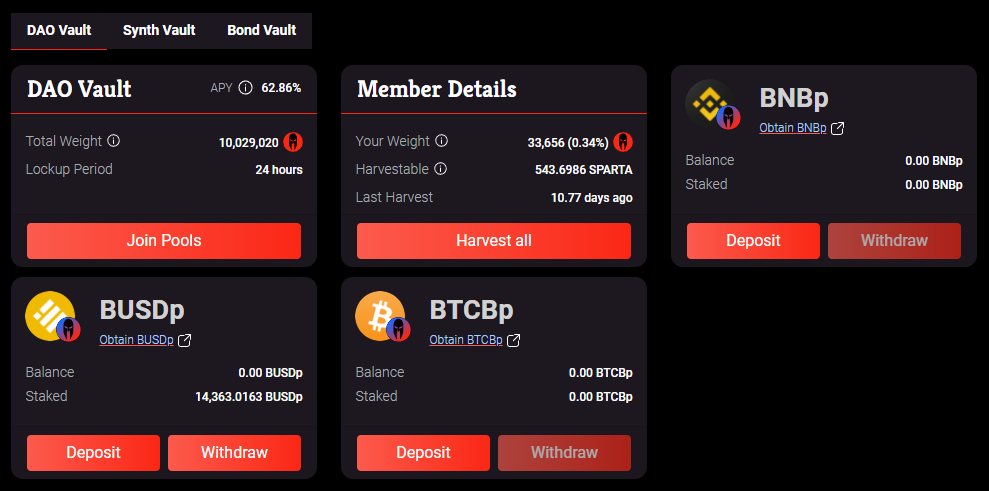 DAO Vault Synth Vault Bond Vault
DAO Vault APY 62.86%
Total Weight 10,029,020
Lockup Period 24 hours
Join Pools
Member Details
Your Weight 33,656 (0.34%)
Harvestable 543.6986 SPARTA
Last Harvest 10.77 days ago
Harvest all
BNBp
Obtain BNBp
Balance 0.00 BNBp
Staked 0.00 BNBp
Deposit Withdraw
BUSDp
Obtain BUSDp
Balance 0.00 BUSDp
Staked 14,363.0163 BUSDp
Deposit Withdraw
BTCBp
Obtain BTCBp
Balance 0.00 BTCBp
Staked 0.00 BTCBp
Deposit Withdraw